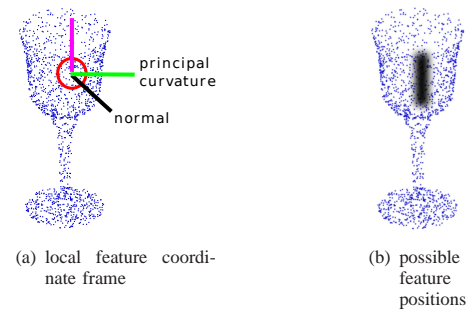 principal
curvature
normal
(a) local feature coordi-
nate frame
(b) possible
feature
positions